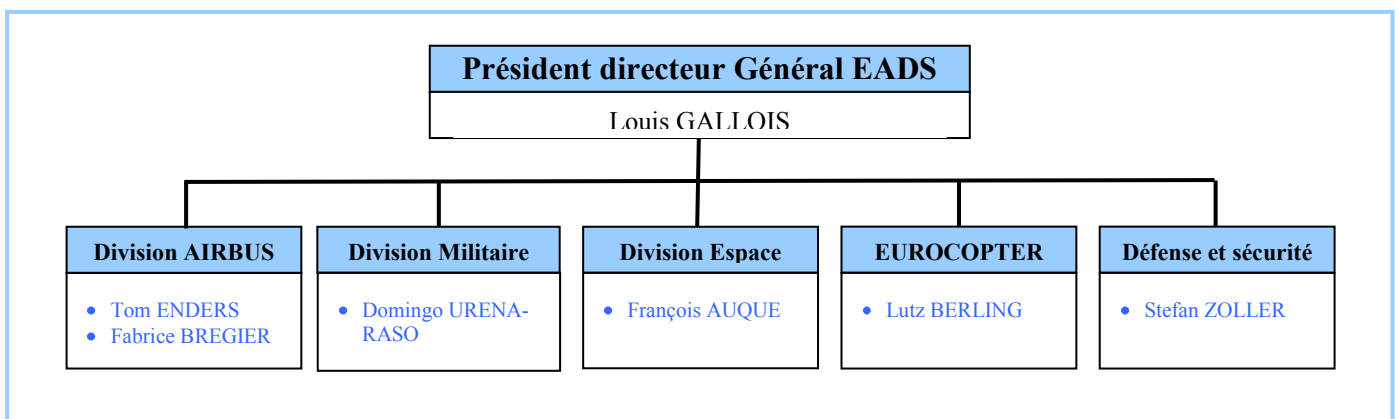 Président directeur Général EADS
Louis GALLOIS
Division AIRBUS
• Tom ENDERS
• Fabrice BREGIER
Division Militaire
• Domingo URENA-
RASO
Division Espace
• François AUQUE
EUROCOPTER
• Lutz BERLING
Défense et sécurité
• Stefan ZOLLER